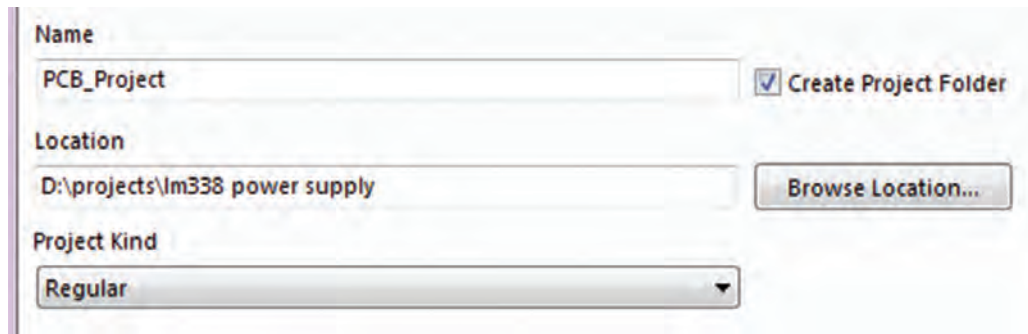 Name
PCB_Project
Create Project Folder
Location
D:\projects\lm338 power supply
Browse Location...
Project Kind
Regular